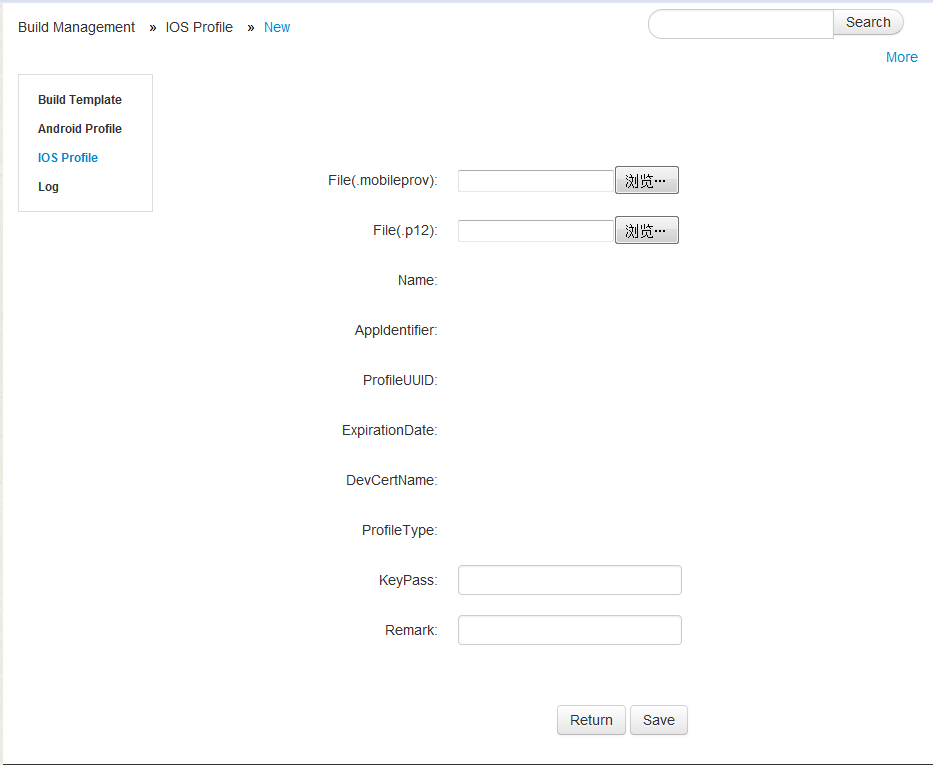 Build Management » IOS Profile » New
Search
More
Build Template
Android Profile
IOS Profile
Log
File(.mobileprov): 浏览…
File(.p12): 浏览…
Name:
AppIdentifier:
ProfileUUID:
ExpirationDate:
DevCertName:
ProfileType:
KeyPass:
Remark:
Return Save